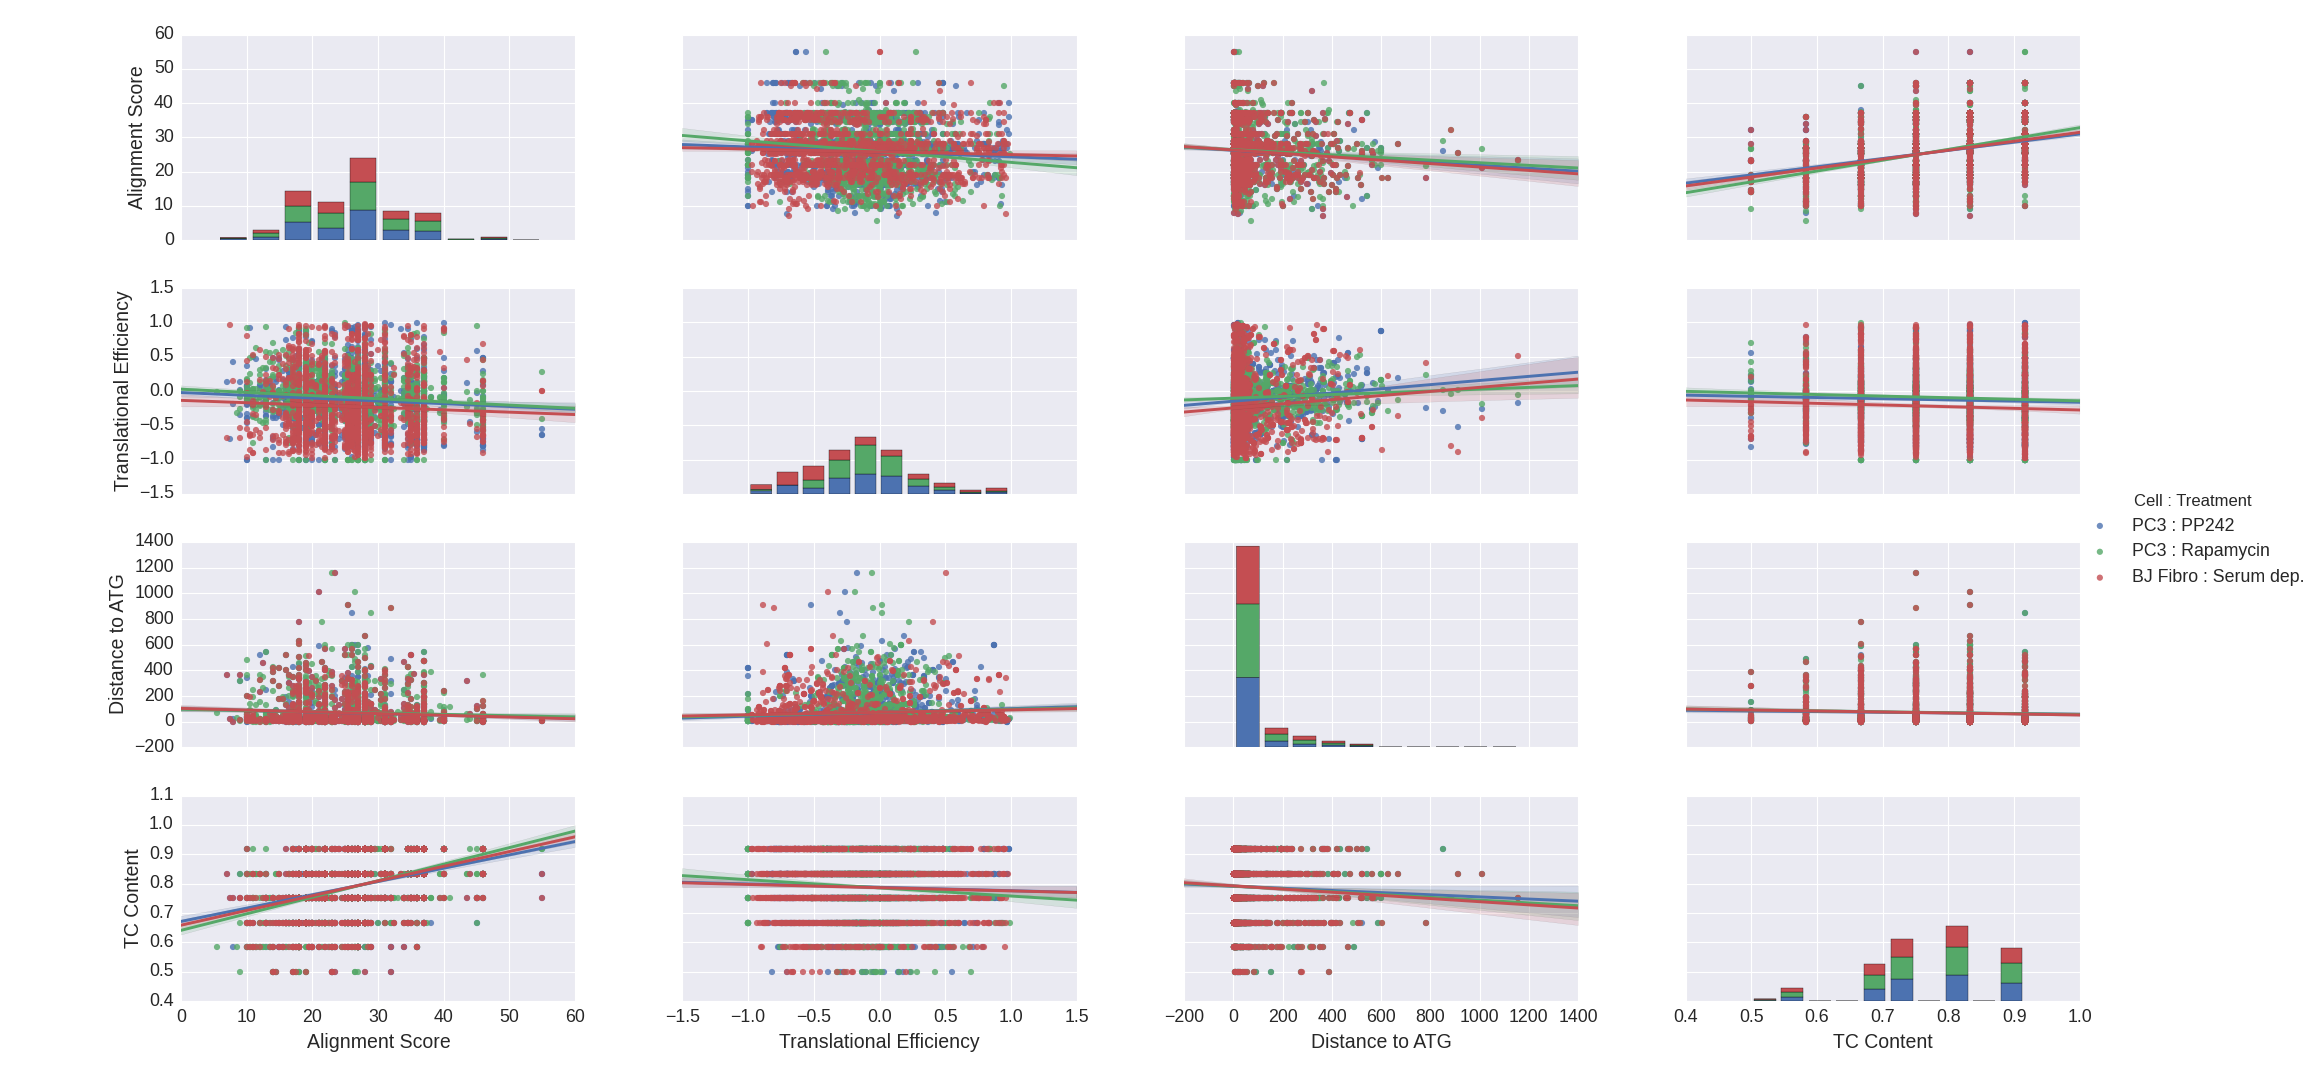 60
50
40
30
20
10
0
Alignment Score
1.5
1.0
0.5
0.0
−0.5
−1.0
−1.5
Translational Efficiency
Cell : Treatment
PC3 : PP242
PC3 : Rapamycin
BJ Fibro : Serum dep.
1400
1200
1000
800
600
400
200
0
−200
Distance to ATG
1.1
1.0
0.9
0.8
0.7
0.6
0.5
0.4
TC Content
0 10 20 30 40 50 60
−1.5 −1.0 −0.5 0.0 0.5 1.0 1.5
−200 0 200 400 600 800 1000 1200 1400
0.4 0.5 0.6 0.7 0.8 0.9 1.0
Alignment Score
Translational Efficiency
Distance to ATG
TC Content